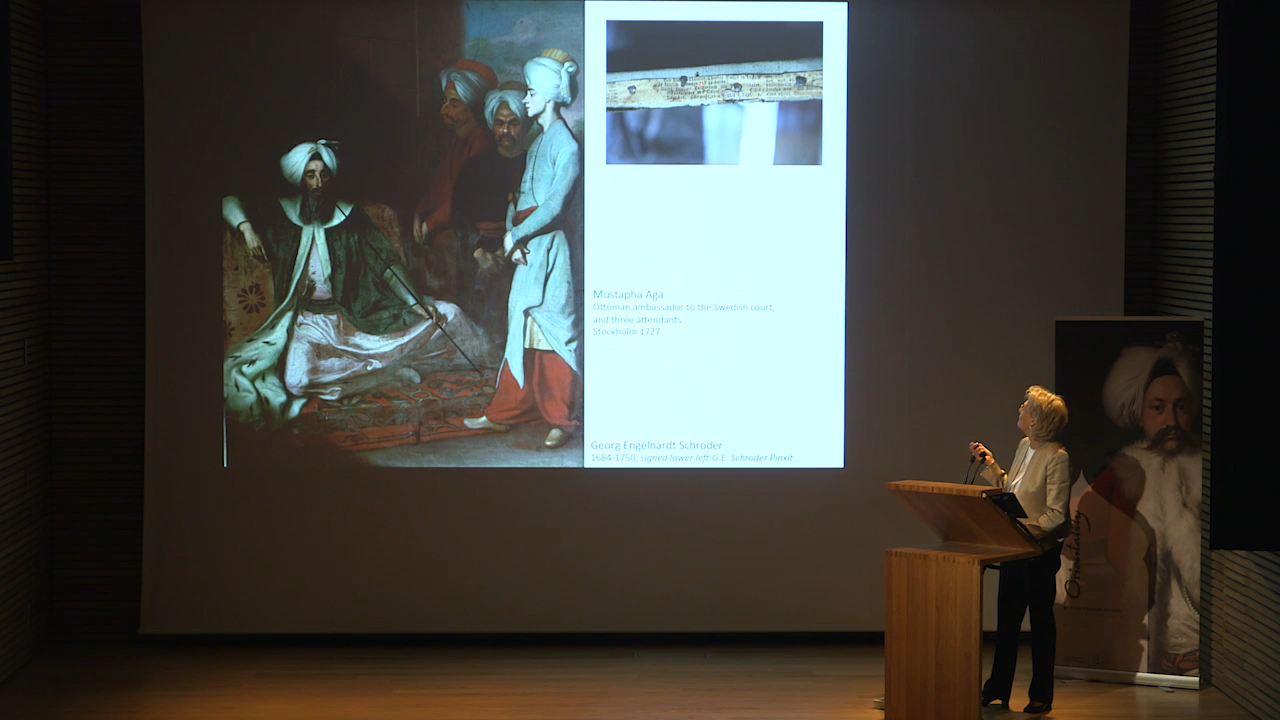 Mustapha Aga
Ottoman ambassador to the Swedish court,
and three attendants
Stockholm 1727
Georg Engelhardt Schroder
1684-1750, signed lower left:G.E. Schroder Pinxit
Orientality